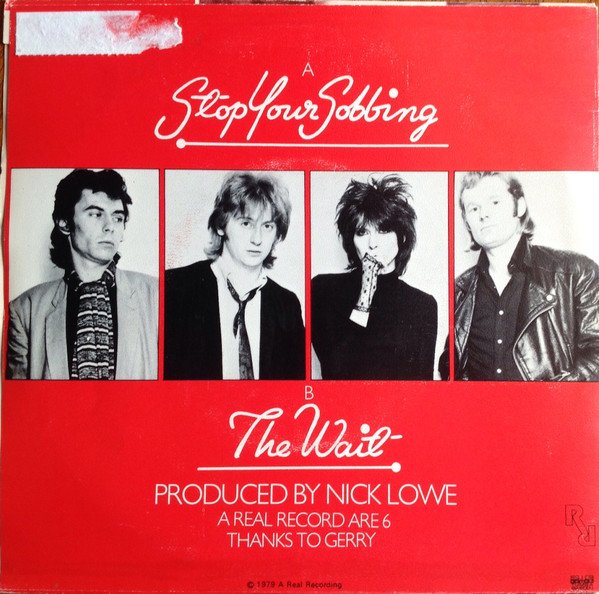 A
Stop Your Sobbing
B
The Wait
PRODUCED BY NICK LOWE
A REAL RECORD ARE 6
THANKS TO GERRY
R R
© 1979 A Real Recording